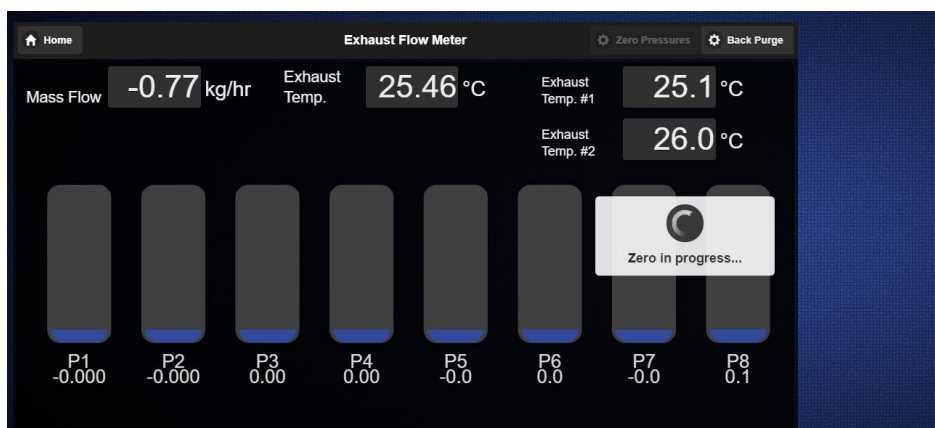 Home
Exhaust Flow Meter
Zero Pressures
Back Purge
Mass Flow -0.77 kg/hr
Exhaust
Temp. 25.46 °C
Exhaust
Temp. #1 25.1 °C
Exhaust
Temp. #2 26.0 °C
Zero in progress...
P1 P2 P3 P4 P5 P6 P7 P8
-0.000 -0.000 0.00 0.00 -0.0 0.0 -0.0 0.1